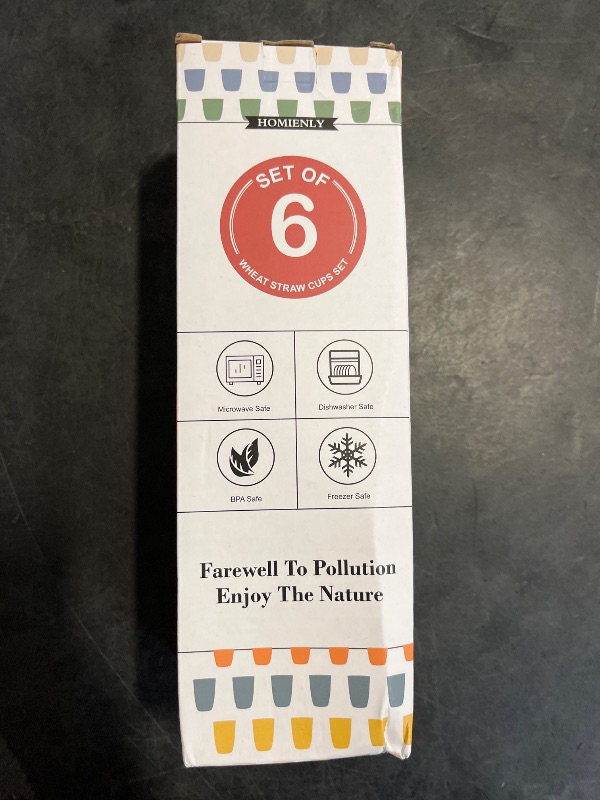 HOMIENLY
SET OF
6
WHEAT STRAW CUPS SET
Microwave Safe
Dishwasher Safe
BPA Safe
Freezer Safe
Farewell To Pollution
Enjoy The Nature